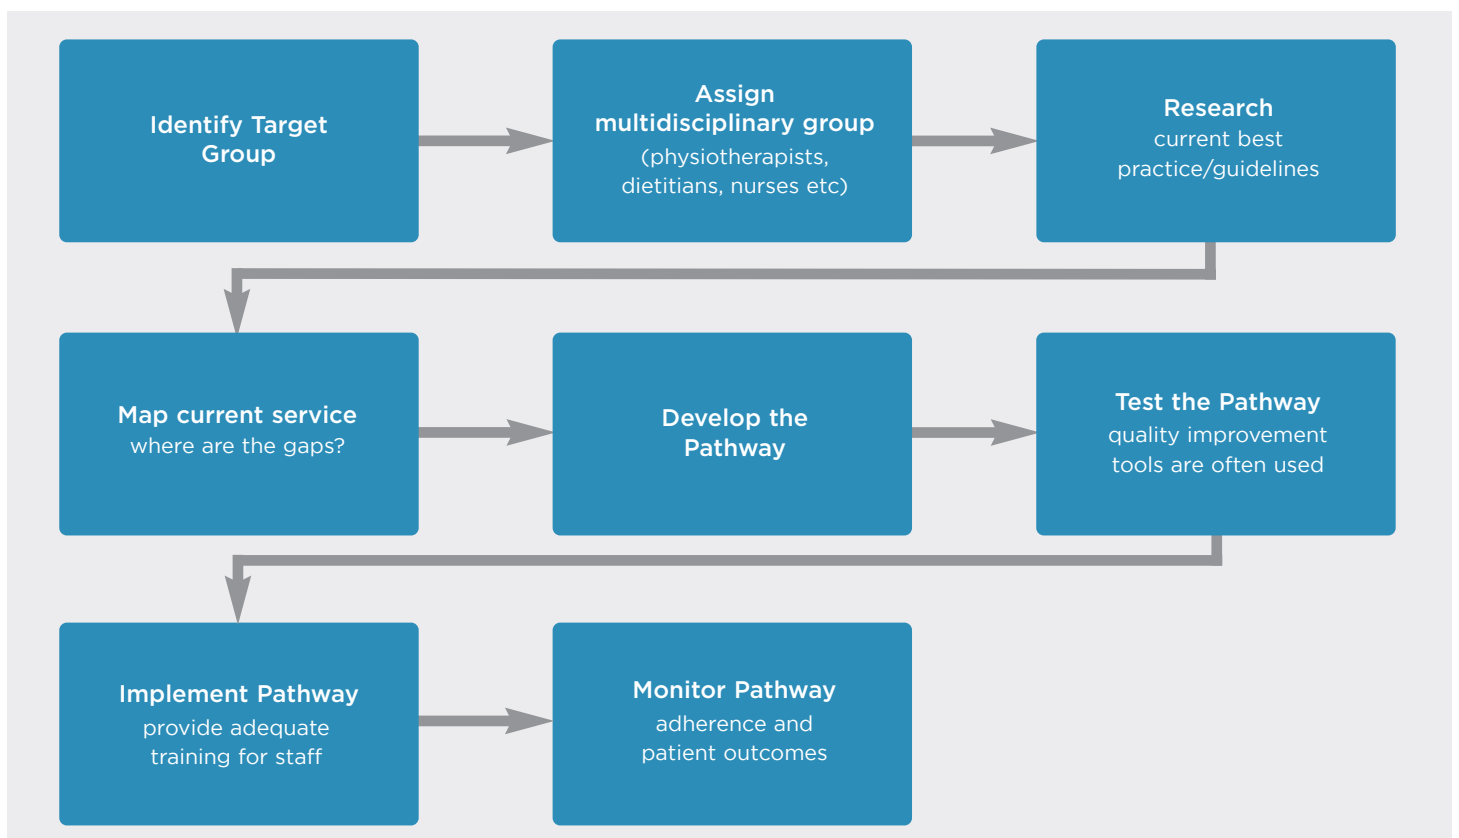 Identify Target
Group
Assign
multidisciplinary group
(physiotherapists,
dietitians, nurses etc)
Research
current best
practice/guidelines
Map current service
where are the gaps?
Develop the
Pathway
Test the Pathway
quality improvement
tools are often used
Implement Pathway
provide adequate
training for staff
Monitor Pathway
adherence and
patient outcomes